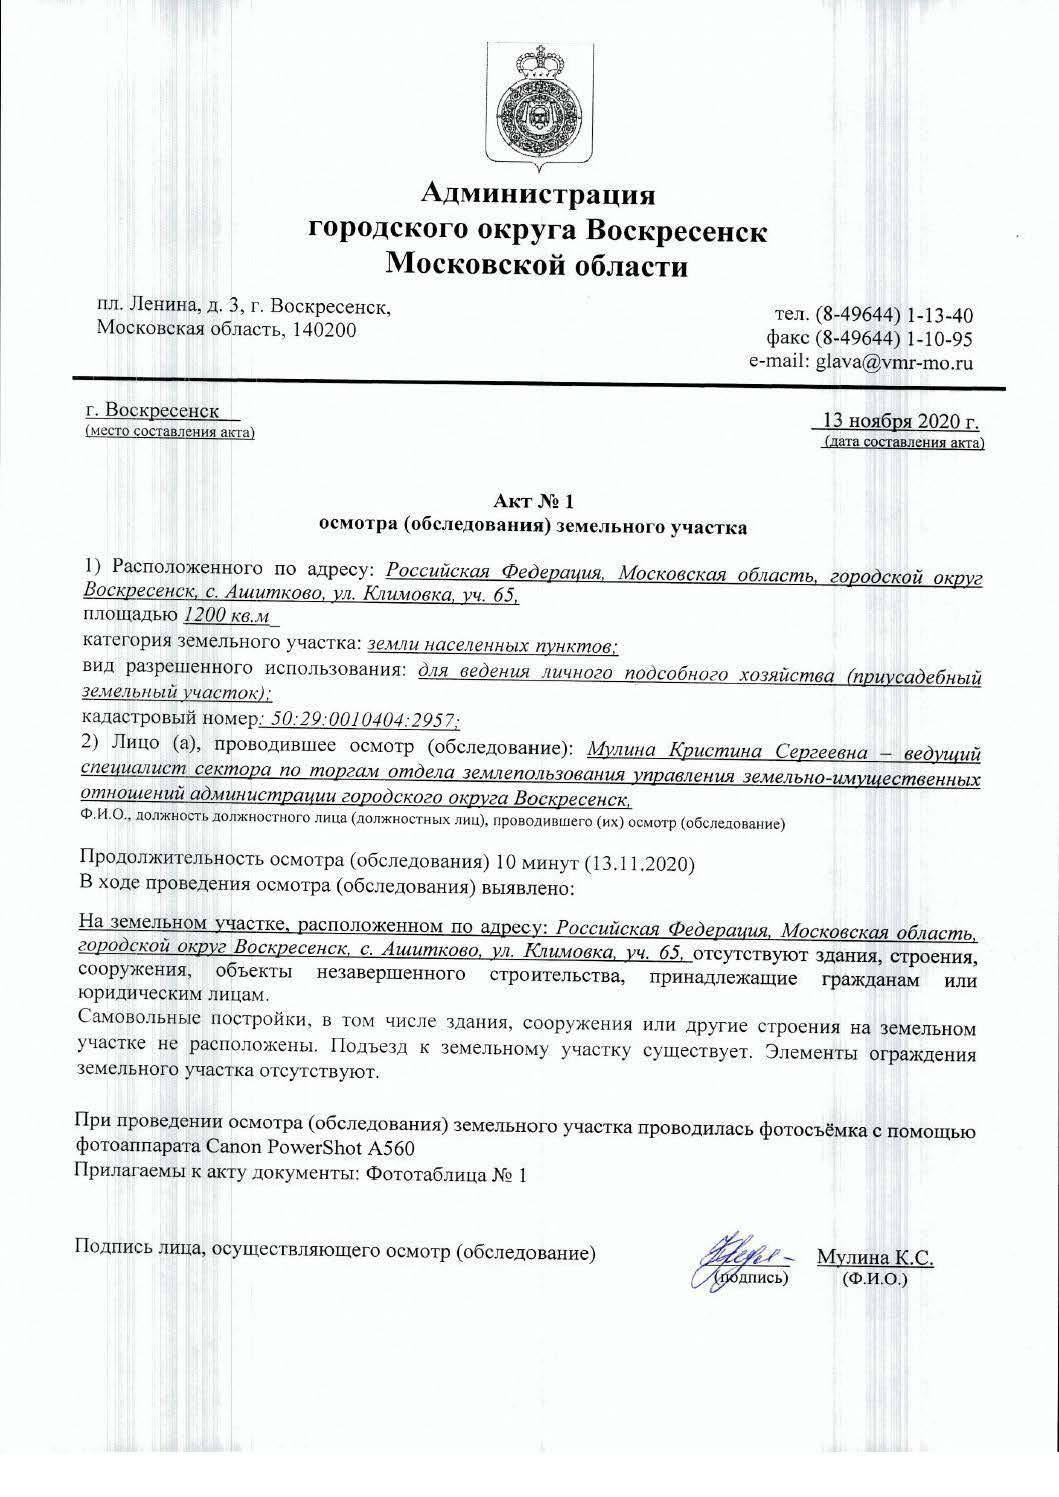 Администрация
городского округа Воскресенск
Московской области
пл. Ленина, д. 3, г. Воскресенск,
Московская область, 140200
тел. (8-49644) 1-13-40
факс (8-49644) 1-10-95
e-mail: glava@vmr-mo.ru
г. Воскресенск
(место составления акта)
13 ноября 2020 г.
(дата составления акта)
Акт № 1
осмотра (обследования) земельного участка
1) Расположенного по адресу: Российская Федерация, Московская область, городской округ
Воскресенск, с. Ашитково, ул. Климовка, уч. 65,
площадью 1200 кв.м
категория земельного участка: земли населенных пунктов;
вид разрешенного использования: для ведения личного подсобного хозяйства (приусадебный
земельный участок);
кадастровый номер: 50:29:0010404:2957;
2) Лицо (а), проводившее осмотр (обследование): Мулина Кристина Сергеевна – ведущий
специалист сектора по торгам отдела землепользования управления земельно-имущественных
отношений администрации городского округа Воскресенск,
Ф.И.О., должность должностного лица (должностных лиц), проводившего (их) осмотр (обследование)
Продолжительность осмотра (обследования) 10 минут (13.11.2020)
В ходе проведения осмотра (обследования) выявлено:
На земельном участке, расположенном по адресу: Российская Федерация, Московская область,
городской округ Воскресенск, с. Ашитково, ул. Климовка, уч. 65, отсутствуют здания, строения,
сооружения, объекты незавершенного строительства, принадлежащие гражданам или
юридическим лицам.
Самовольные постройки, в том числе здания, сооружения или другие строения на земельном
участке не расположены. Подъезд к земельному участку существует. Элементы ограждения
земельного участка отсутствуют.
При проведении осмотра (обследования) земельного участка проводилась фотосъёмка с помощью
фотоаппарата Canon PowerShot A560
Прилагаемы к акту документы: Фототаблица № 1
Подпись лица, осуществляющего осмотр (обследование)
Мулина К.С.
(подпись)
(Ф.И.О.)